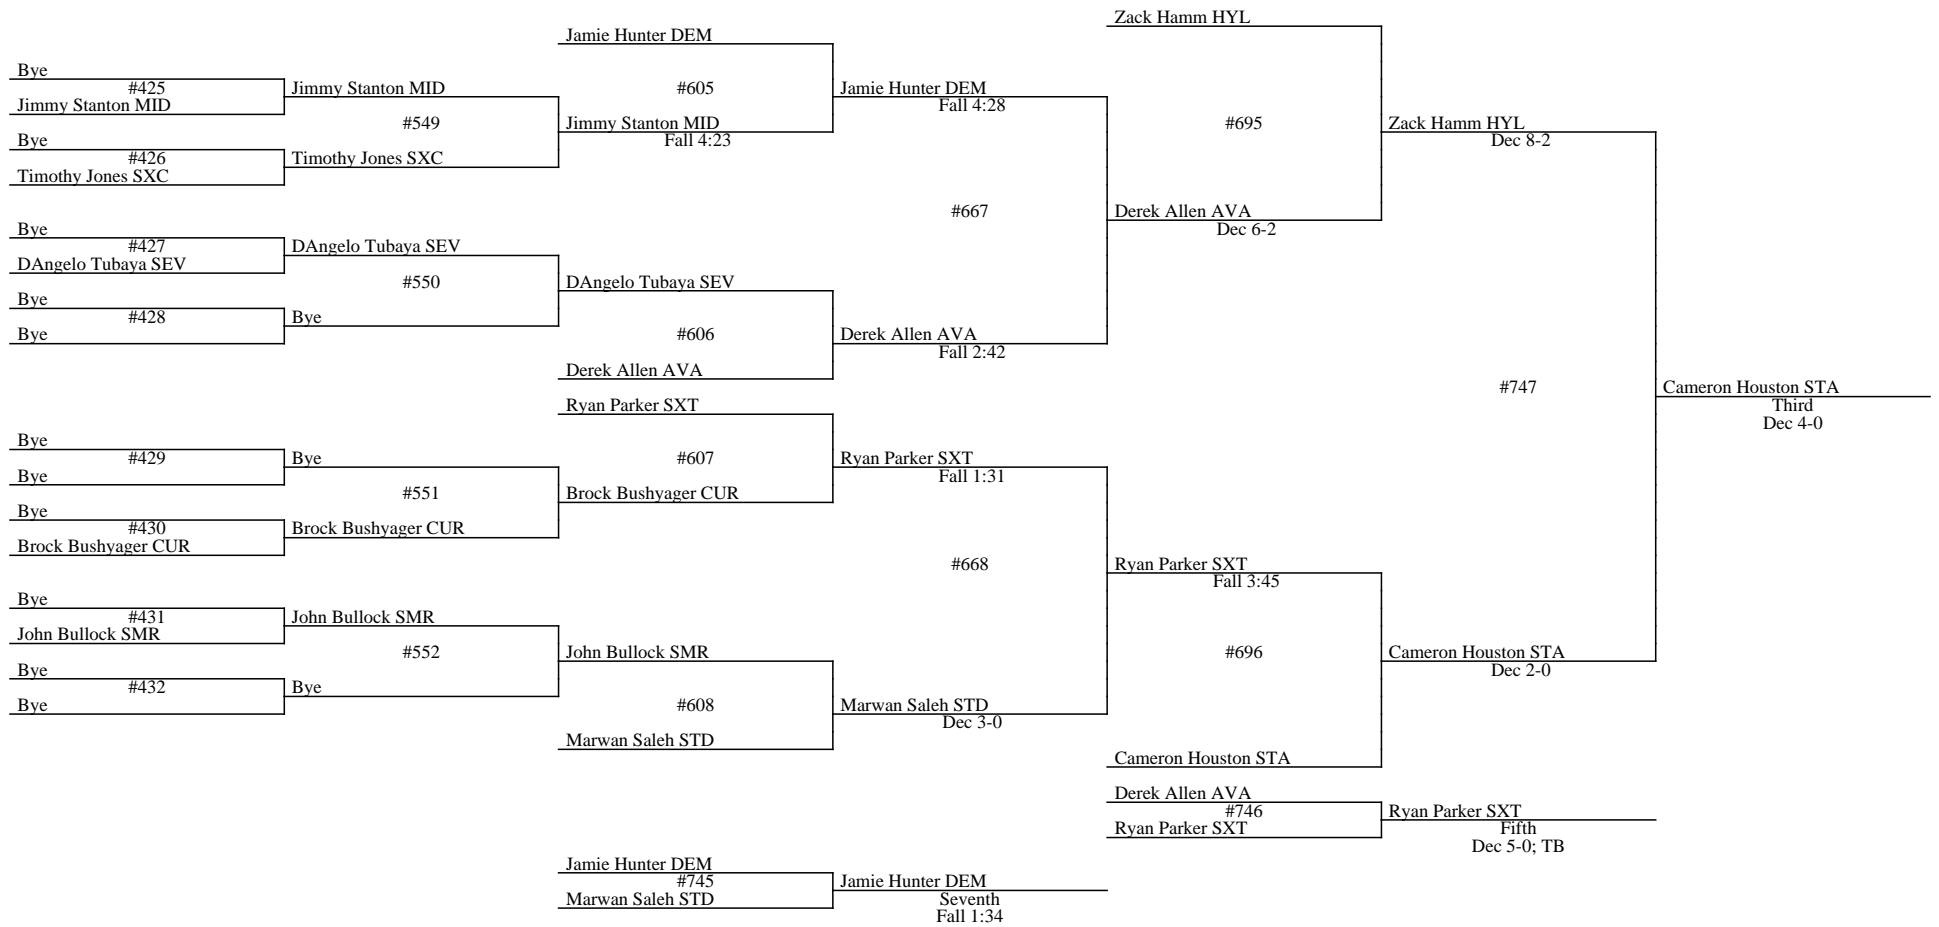 Zack Hamm HYL
Jamie Hunter DEM
Bye
#425
Jimmy Stanton MID
Jimmy Stanton MID
#605
Jamie Hunter DEM
Fall 4:28
#549
Jimmy Stanton MID
Fall 4:23
#695
Zack Hamm HYL
Dec 8-2
Bye
#426
Timothy Jones SXC
Timothy Jones SXC
#667
Derek Allen AVA
Dec 6-2
Bye
#427
DAngelo Tubaya SEV
DAngelo Tubaya SEV
#550
DAngelo Tubaya SEV
Bye
#428
Bye
Bye
#606
Derek Allen AVA
Fall 2:42
Derek Allen AVA
#747
Cameron Houston STA
Third
Dec 4-0
Ryan Parker SXT
Bye
#429
Bye
Bye
#607
Ryan Parker SXT
Fall 1:31
#551
Brock Bushyager CUR
Bye
#430
Brock Bushyager CUR
Brock Bushyager CUR
#668
Ryan Parker SXT
Fall 3:45
Bye
#431
John Bullock SMR
John Bullock SMR
#552
John Bullock SMR
#696
Cameron Houston STA
Dec 2-0
Bye
#432
Bye
Bye
#608
Marwan Saleh STD
Dec 3-0
Marwan Saleh STD
Cameron Houston STA
Derek Allen AVA
#746
Ryan Parker SXT
Ryan Parker SXT
Fifth
Dec 5-0; TB
Jamie Hunter DEM
#745
Marwan Saleh STD
Jamie Hunter DEM
Seventh
Fall 1:34